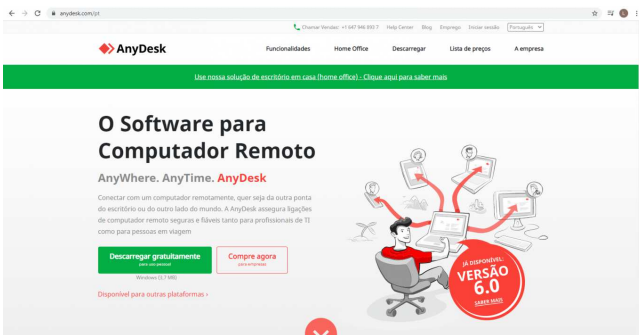 anydesk.com/pt
Chamar Vendas: +1 647 946 093 7 Help Center Blog Emprego Iniciar sessão Português
AnyDesk Funcionalidades Home Office Descarregar Lista de preços A empresa
Use nossa solução de escritório em casa (home office) - Clique aqui para saber mais
O Software para
Computador Remoto
AnyWhere. AnyTime. AnyDesk
Conectar com um computador remotamente, quer seja da outra ponta
do escritório ou do outro lado do mundo. A AnyDesk assegura ligações
de computador remoto seguras e fiáveis tanto para profissionais de TI
como para pessoas em viagem
Descarregar gratuitamente
para uso pessoal
Compre agora
para empresas
Windows (3,7 MB)
Disponível para outras plataformas ›
JÁ DISPONÍVEL:
VERSÃO
6.0
SABER MAIS